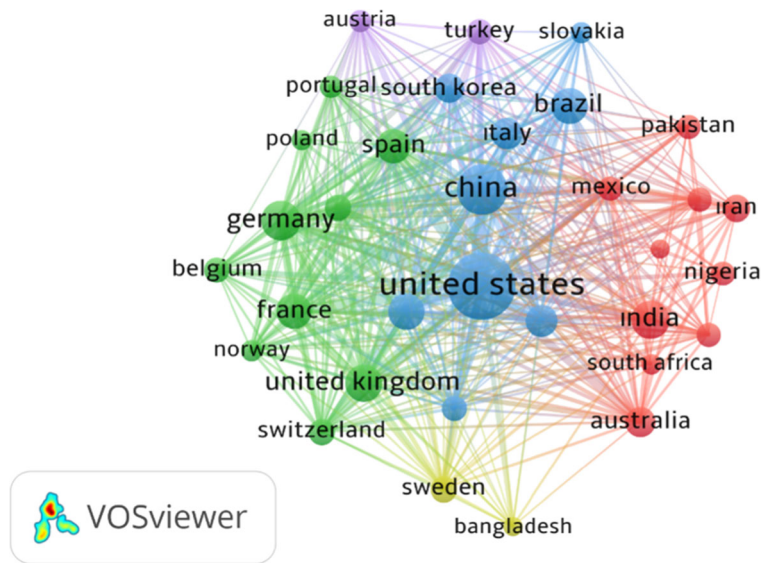 austria
turkey
slovakia
portugal
south korea
brazil
pakistan
poland
spain
italy
china
mexico
iran
germany
belgium
united states
nigeria
france
india
norway
south africa
united kingdom
switzerland
australia
sweden
bangladesh
VOSviewer